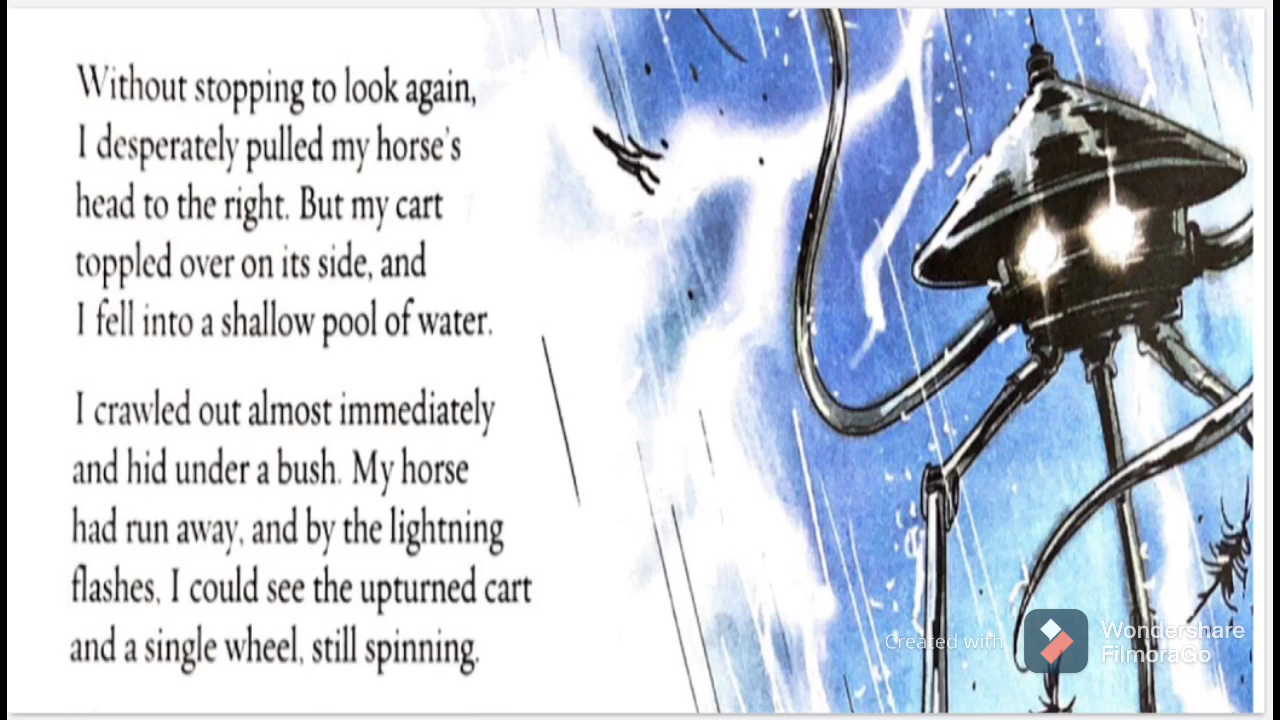 Without stopping to look again,
I desperately pulled my horse's
head to the right. But my cart
toppled over on its side, and
I fell into a shallow pool of water.
I crawled out almost immediately
and hid under a bush. My horse
had run away, and by the lightning
flashes, I could see the upturned cart
and a single wheel, still spinning.
Created with
Wondershare
FilmoraGo